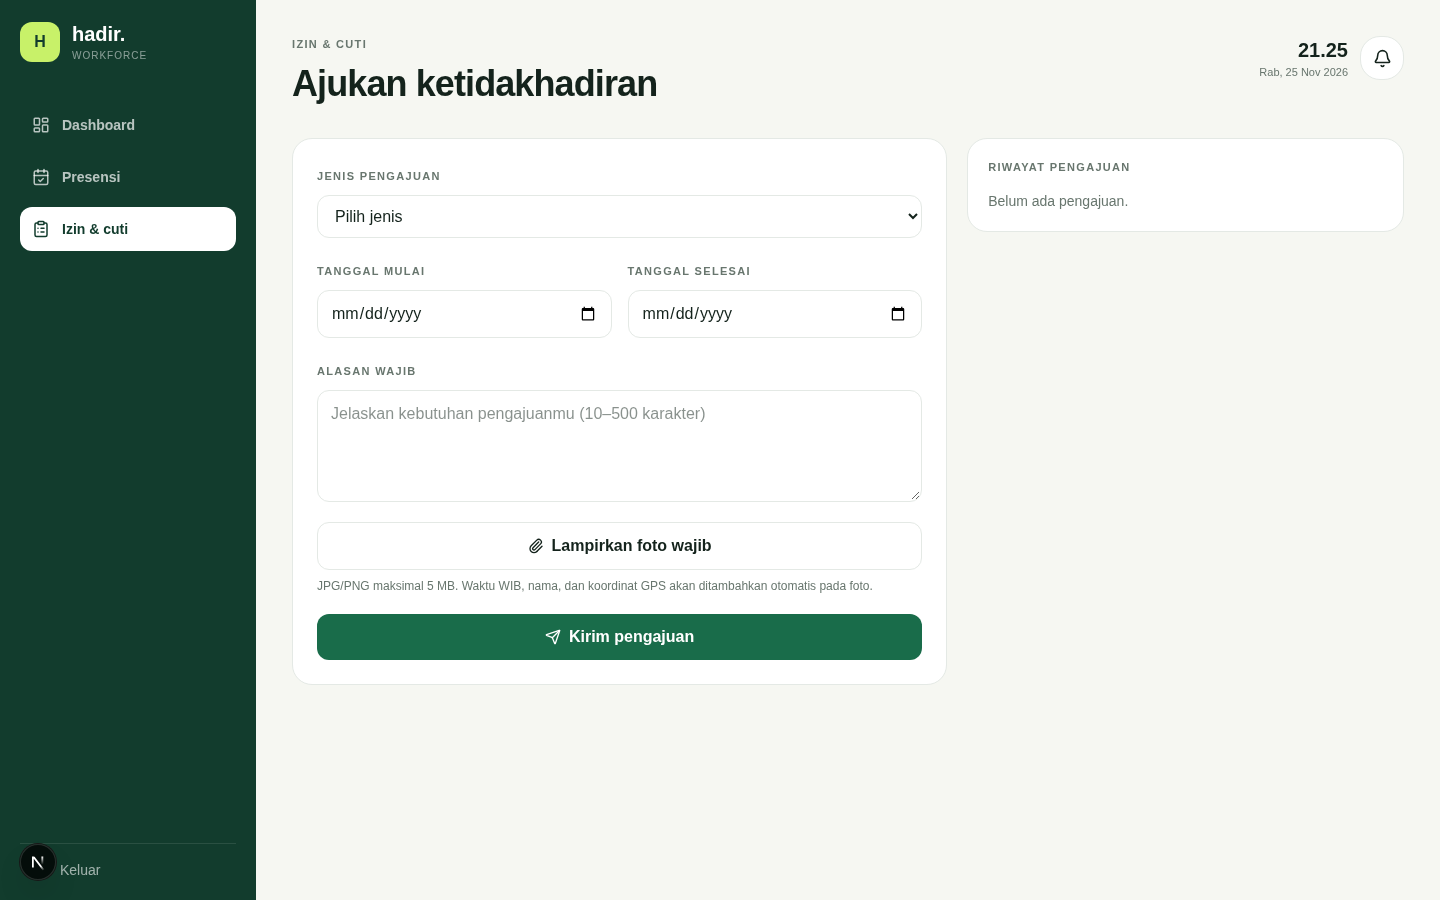 H
hadir.
WORKFORCE
Dashboard
Presensi
Izin & cuti
N
Keluar
IZIN & CUTI
Ajukan ketidakhadiran
21.25
Rab, 25 Nov 2026
JENIS PENGAJUAN
Pilih jenis
TANGGAL MULAI
mm/dd/yyyy
TANGGAL SELESAI
mm/dd/yyyy
ALASAN WAJIB
Jelaskan kebutuhan pengajuanmu (10–500 karakter)
Lampirkan foto wajib
JPG/PNG maksimal 5 MB. Waktu WIB, nama, dan koordinat GPS akan ditambahkan otomatis pada foto.
Kirim pengajuan
RIWAYAT PENGAJUAN
Belum ada pengajuan.